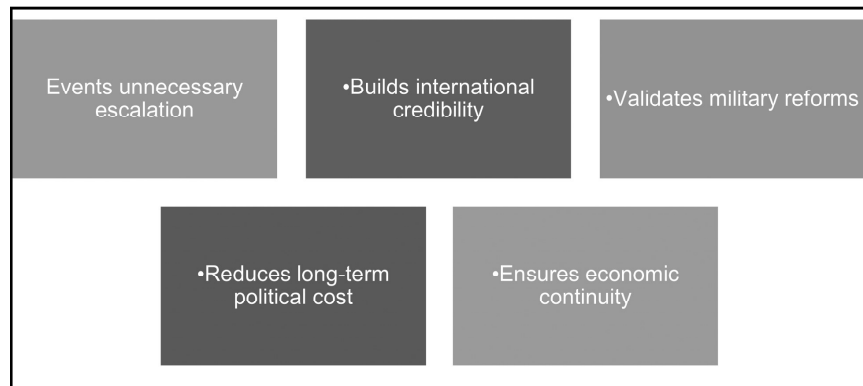 Events unnecessary
escalation
•Builds international
credibility
•Validates military reforms
•Reduces long-term
political cost
•Ensures economic
continuity